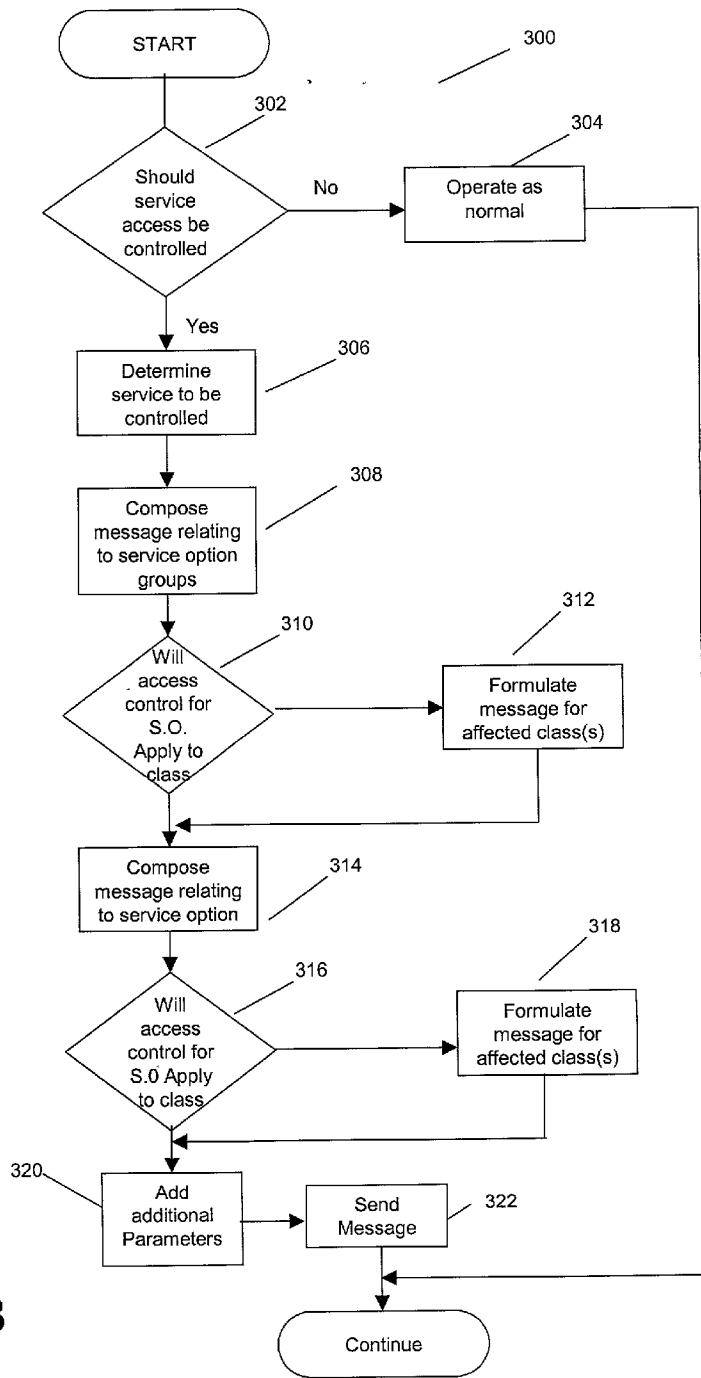 START
300
302
304
Should
service
access be
controlled
No
Operate as
normal
Yes
306
Determine
service to be
controlled
308
Compose
message relating
to service option
groups
310
312
Will
access
control for
S.O.
Apply to
class
Formulate
message for
affected class(s)
314
Compose
message relating
to service option
318
316
Will
access
control for
S.0 Apply
to class
Formulate
message for
affected class(s)
320
Add
additional
Parameters
Send
Message
322
Continue